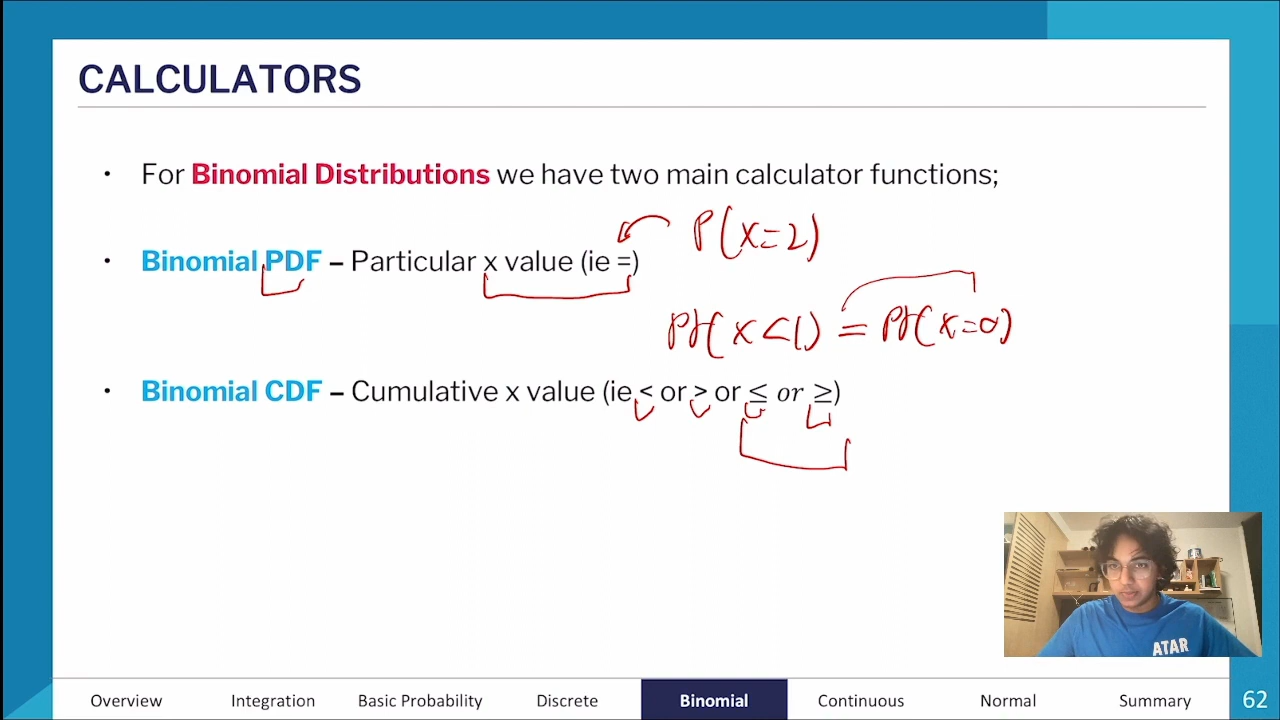 CALCULATORS
• For Binomial Distributions we have two main calculator functions;
P(X=2)
• Binomial PDF – Particular x value (ie =)
Pr(X<1) = Pr(X=0)
• Binomial CDF – Cumulative x value (ie < or > or ≤ or ≥)
ATAR
Overview Integration Basic Probability Discrete Binomial Continuous Normal Summary 62